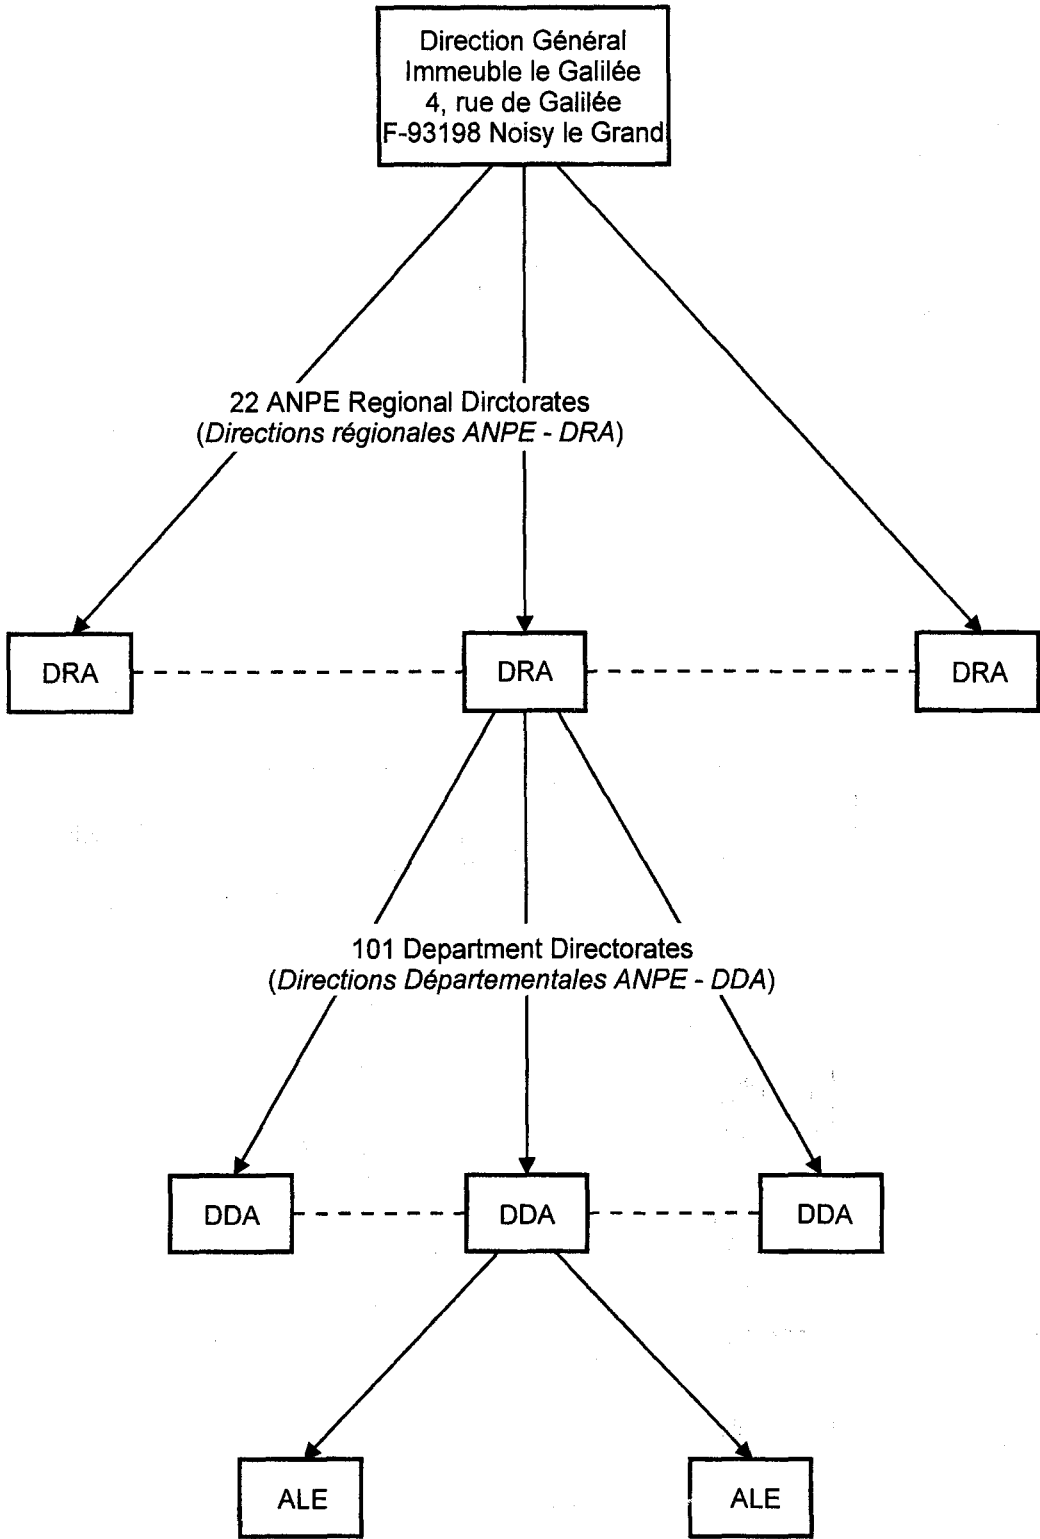 Direction Général
Immeuble le Galilée
4, rue de Galilée
F-93198 Noisy le Grand
22 ANPE Regional Dirctorates
(Directions régionales ANPE - DRA)
DRA
DRA
DRA
101 Department Directorates
(Directions Départementales ANPE - DDA)
DDA
DDA
DDA
ALE
ALE